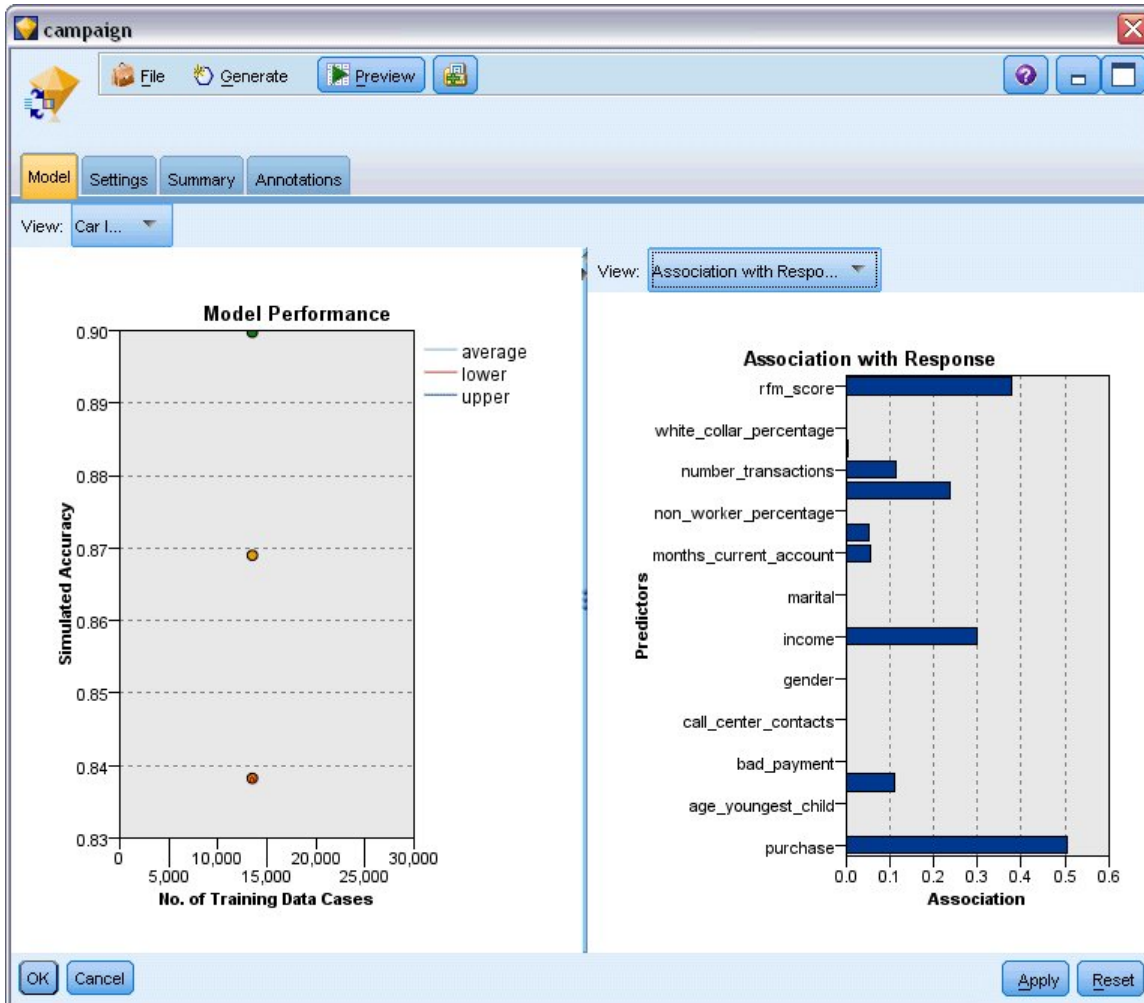 campaign
File Generate Preview
Model Settings Summary Annotations
View: Car I...
Model Performance
0.90
0.89
0.88
0.87
0.86
0.85
0.84
0.83
Simulated Accuracy
0 10,000 20,000 30,000
5,000 15,000 25,000
No. of Training Data Cases
average
lower
upper
View: Association with Respo...
Association with Response
Predictors
rfm_score
white_collar_percentage
number_transactions
non_worker_percentage
months_current_account
marital
income
gender
call_center_contacts
bad_payment
age_youngest_child
purchase
0.0 0.1 0.2 0.3 0.4 0.5 0.6
Association
OK Cancel Apply Reset